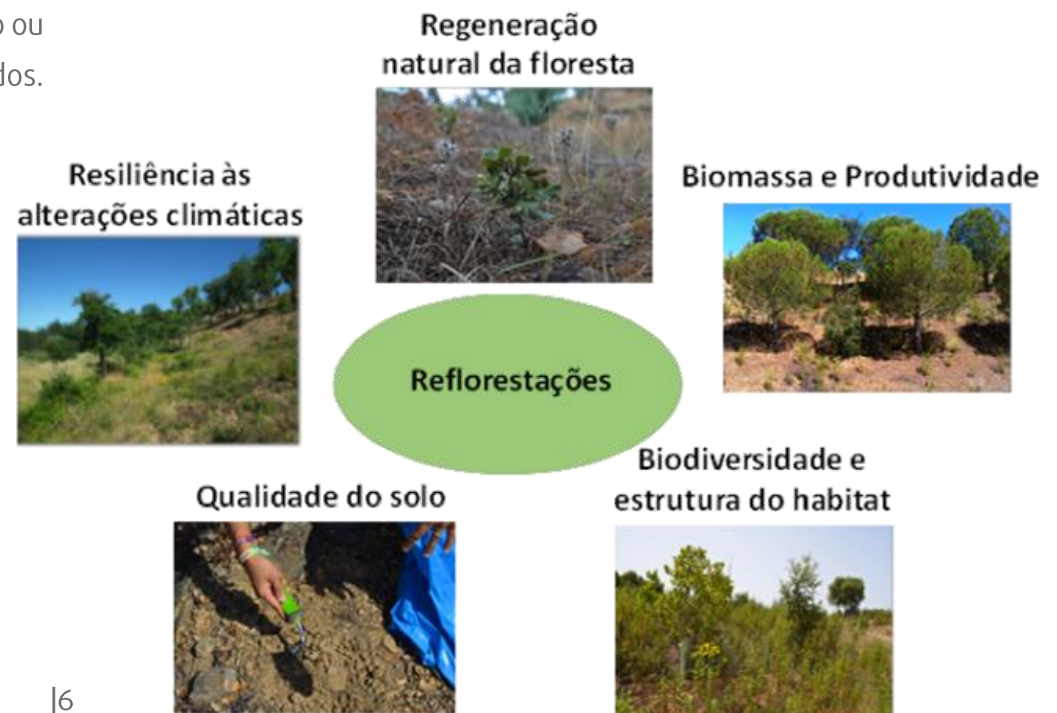 ou
dos.
Regeneração
natural da floresta
Resiliência às
alterações climáticas
Biomassa e Produtividade
Reflorestações
Biodiversidade e
estrutura do habitat
Qualidade do solo
|6